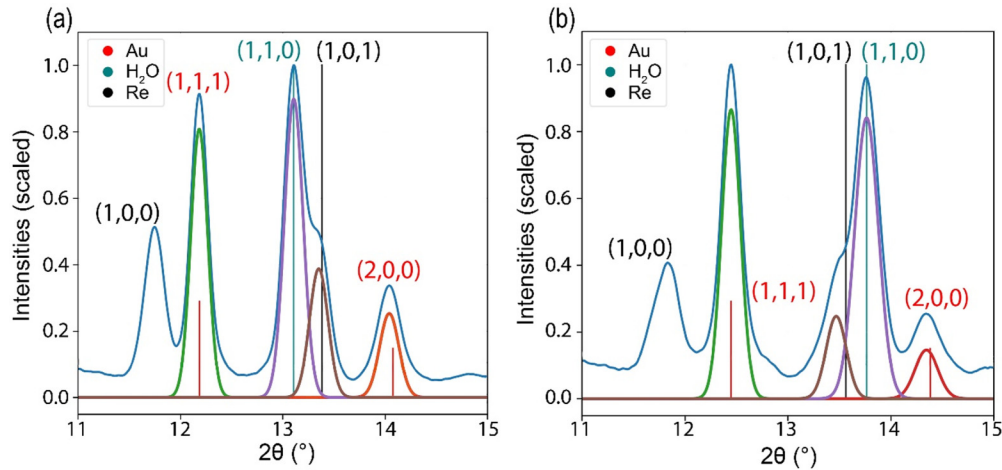 (a)
Au
H₂O
Re
(1,1,1)
(1,1,0)
(1,0,1)
(1,0,0)
(2,0,0)
Intensities (scaled)
1.0
0.8
0.6
0.4
0.2
0.0
11
12
13
14
15
2θ (°)
(b)
Au
H₂O
Re
(1,0,1)
(1,1,0)
(1,0,0)
(1,1,1)
(2,0,0)
Intensities (scaled)
1.0
0.8
0.6
0.4
0.2
0.0
11
12
13
14
15
2θ (°)